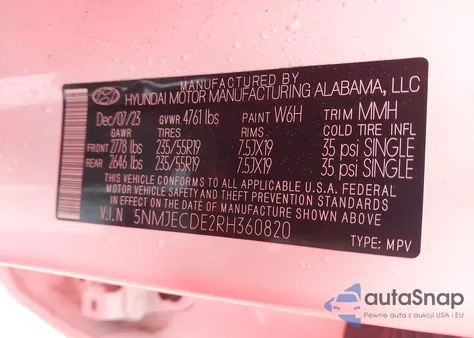 MANUFACTURED BY
HYUNDAI MOTOR MANUFACTURING ALABAMA, LLC
Dec/07/23 GVWR 4761 lbs PAINT W6H TRIM MMH
GAWR TIRES RIMS COLD TIRE INFL
FRONT 2778 lbs 235/55R19 7.5JX19 35 psi SINGLE
REAR 2646 lbs 235/55R19 7.5JX19 35 psi SINGLE
THIS VEHICLE CONFORMS TO ALL APPLICABLE U.S.A. FEDERAL
MOTOR VEHICLE SAFETY AND THEFT PREVENTION STANDARDS
IN EFFECT ON THE DATE OF MANUFACTURE SHOWN ABOVE
V.I.N 5NMJECDE2RH360820
TYPE: MPV
autoSnap
Pewne auta z aukcji USA i EU